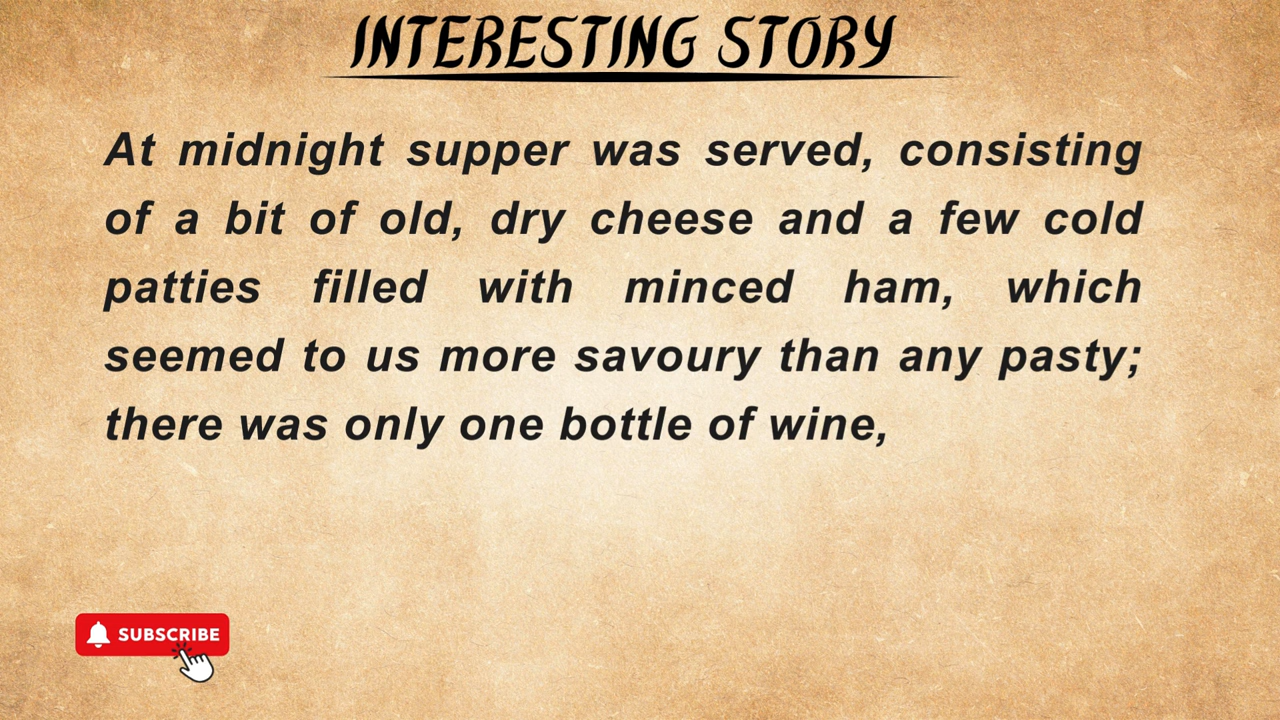 INTERESTING STORY
At midnight supper was served, consisting
of a bit of old, dry cheese and a few cold
patties filled with minced ham, which
seemed to us more savoury than any pasty;
there was only one bottle of wine,
SUBSCRIBE